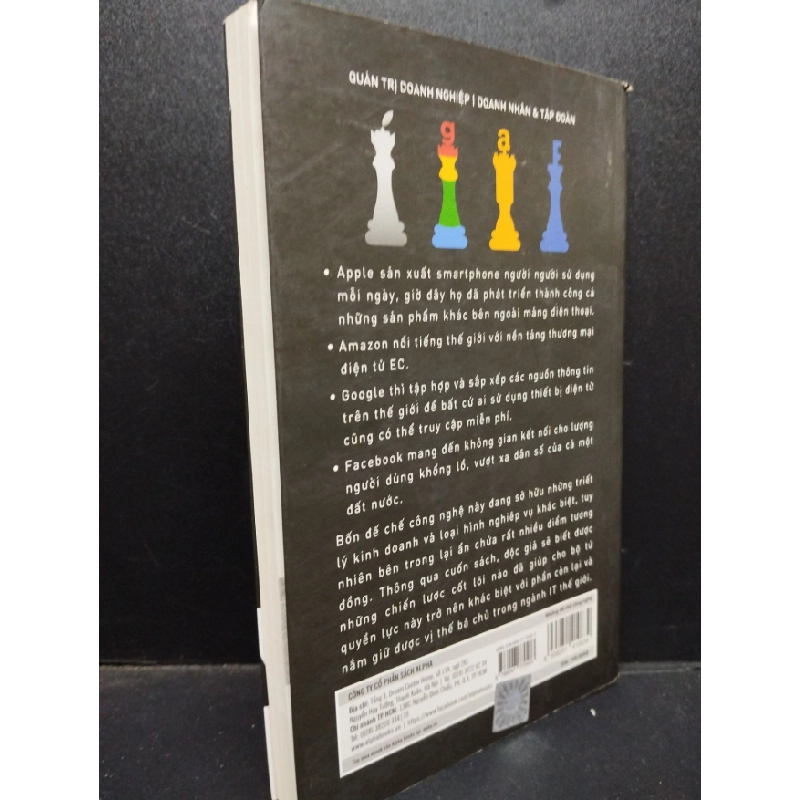 QUẢN TRỊ DOANH NGHIỆP | DOANH NHÂN & TẬP ĐOÀN
g a f
• Apple sản xuất smartphone người người sử dụng
mỗi ngày, giờ đây họ đã phát triển thành công cả
những sản phẩm khác bên ngoài mảng điện thoại.
• Amazon nổi tiếng thế giới với nền tảng thương mại
điện tử EC.
• Google thì tập hợp và sắp xếp các nguồn thông tin
trên thế giới để bất cứ ai sử dụng thiết bị điện tử
cũng có thể truy cập miễn phí.
• Facebook mang đến không gian kết nối cho lượng
người dùng khổng lồ, vượt xa dân số của cả một
đất nước.
Bốn đế chế công nghệ này đang sở hữu những triết
lý kinh doanh và loại hình nghiệp vụ khác biệt, tuy
nhiên bên trong lại ẩn chứa rất nhiều điểm tương
đồng. Thông qua cuốn sách, độc giả sẽ biết được
những chiến lược cốt lõi nào đã giúp cho bộ tứ
quyền lực này trở nên khác biệt với phần còn lại và
nắm giữ được vị thế bá chủ trong ngành IT thế giới.
CÔNG TY CỔ PHẦN SÁCH ALPHA